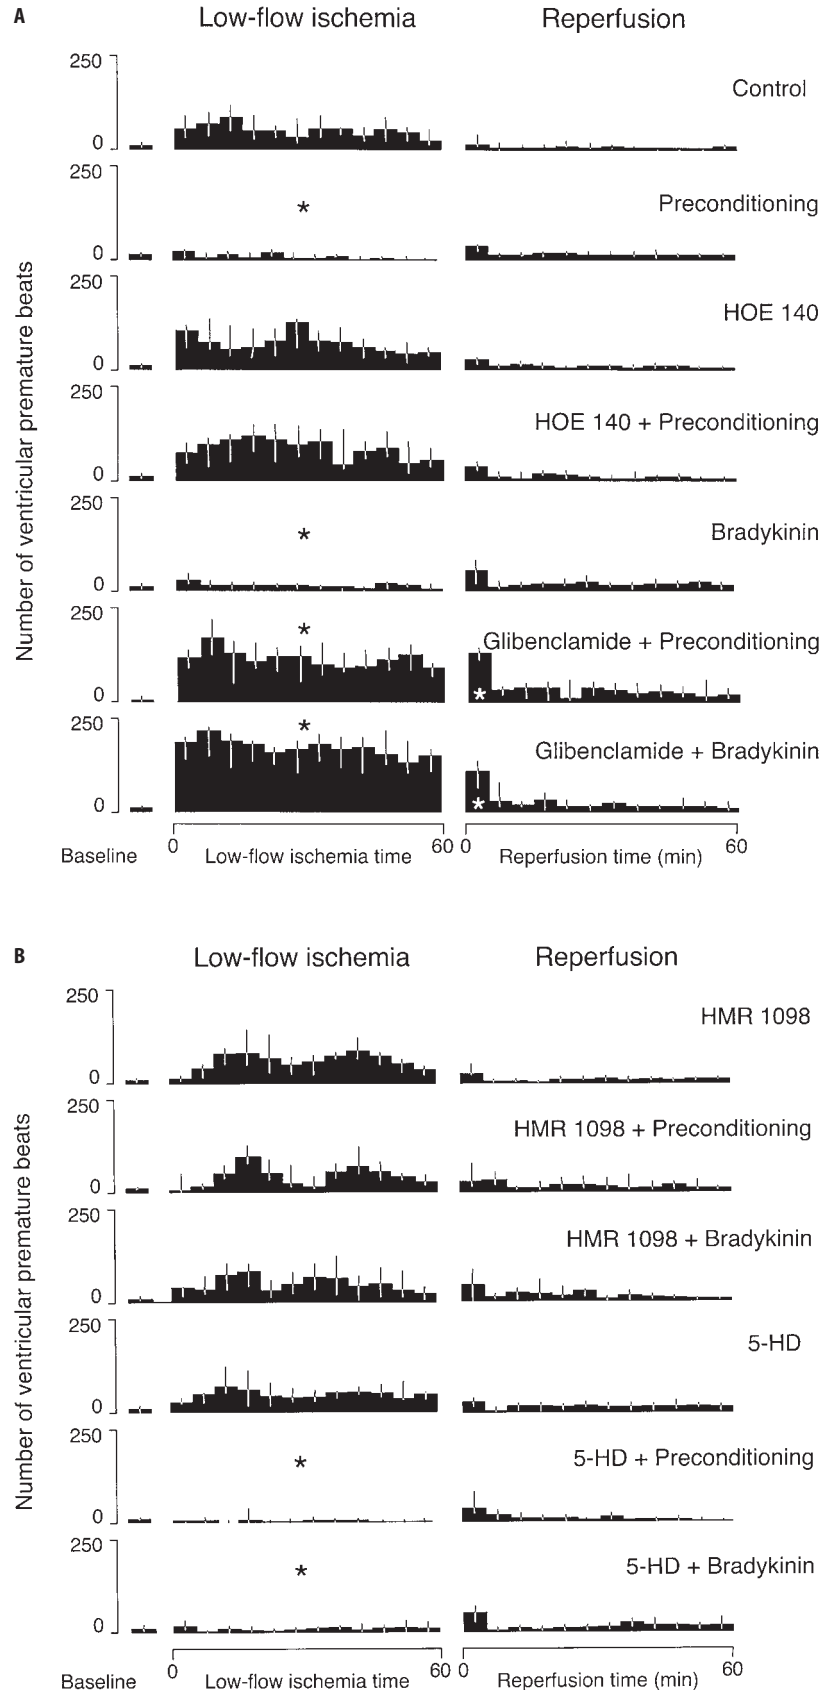 A
Low-flow ischemia
Reperfusion
Number of ventricular premature beats
250
0
Control
250
0
*
Preconditioning
250
0
HOE 140
250
0
HOE 140 + Preconditioning
250
0
*
Bradykinin
250
0
*
Glibenclamide + Preconditioning
*
250
0
*
Glibenclamide + Bradykinin
*
0
60
0
60
Baseline
Low-flow ischemia time
Reperfusion time (min)
B
Low-flow ischemia
Reperfusion
Number of ventricular premature beats
250
0
HMR 1098
250
0
HMR 1098 + Preconditioning
250
0
HMR 1098 + Bradykinin
250
0
5-HD
250
0
*
5-HD + Preconditioning
250
0
*
5-HD + Bradykinin
0
60
0
60
Baseline
Low-flow ischemia time
Reperfusion time (min)